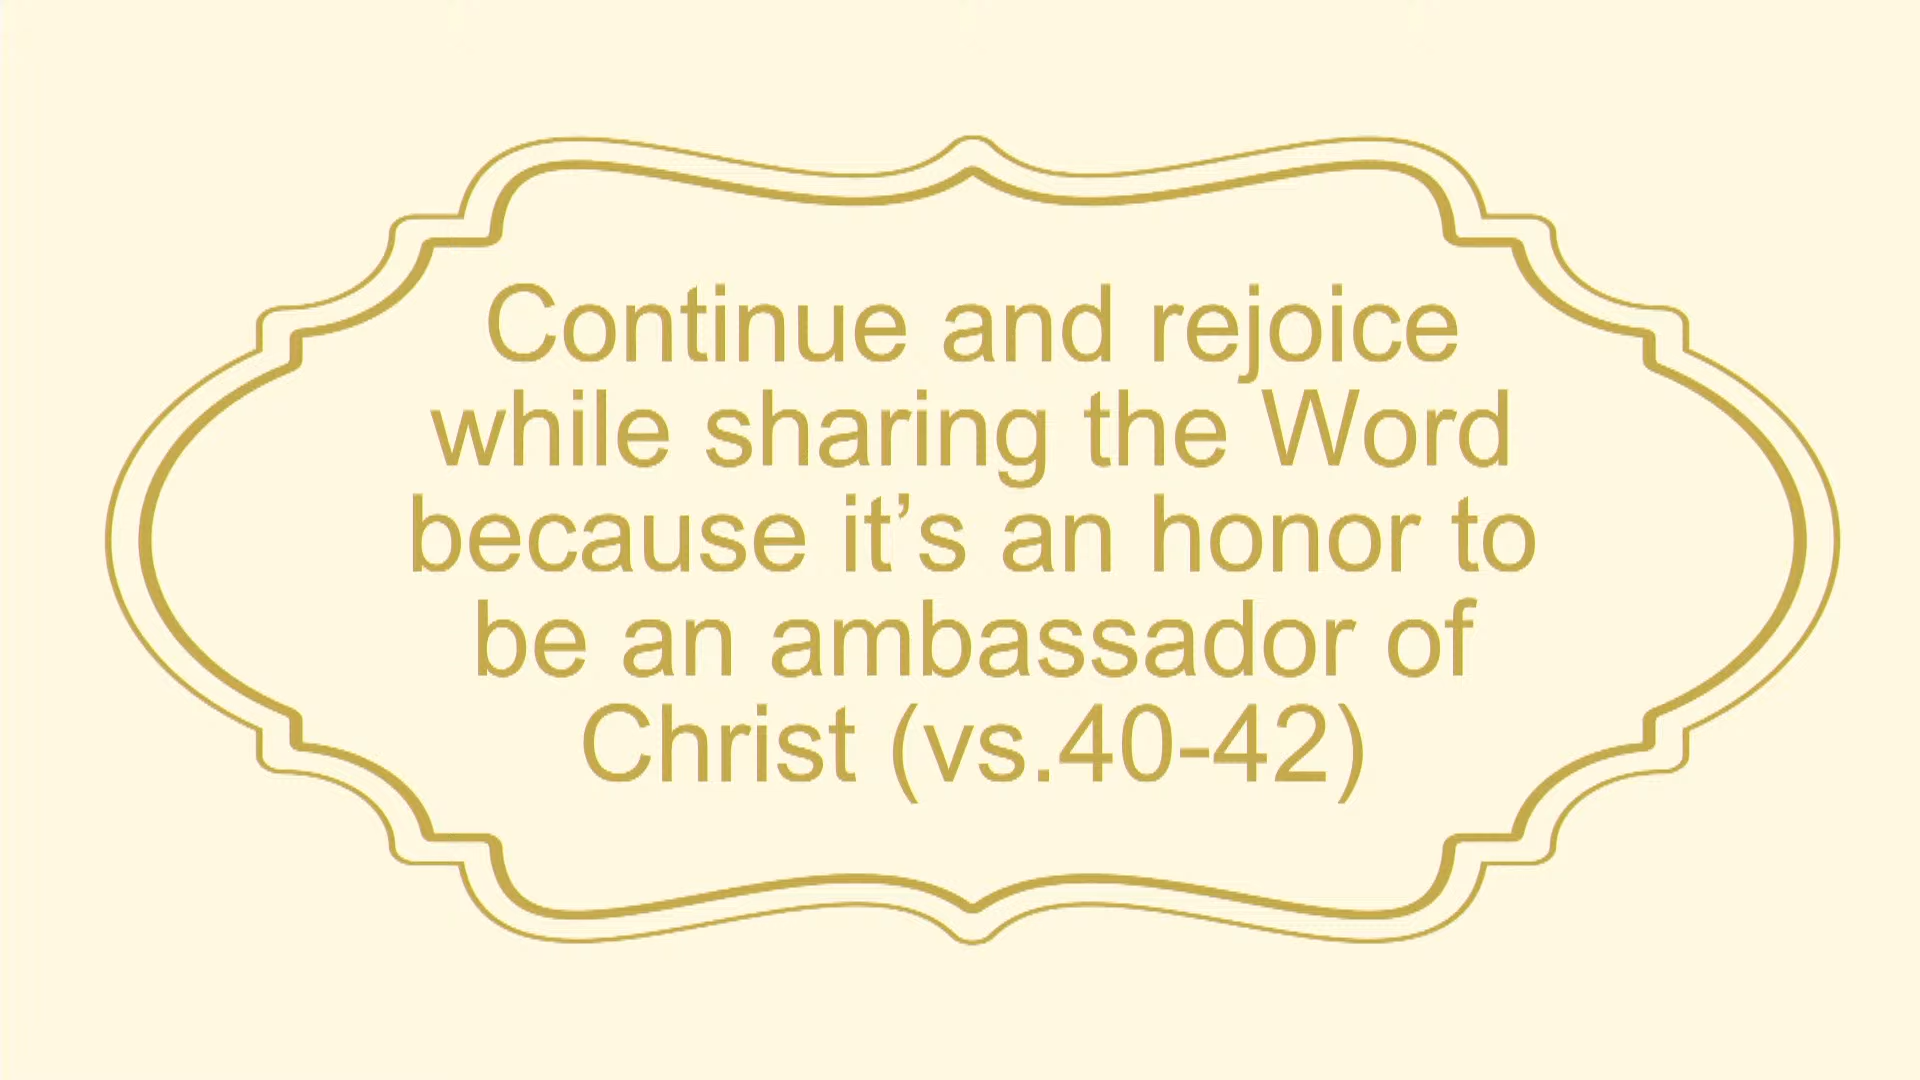 Continue and rejoice
while sharing the Word
because it’s an honor to
be an ambassador of
Christ (vs.40-42)